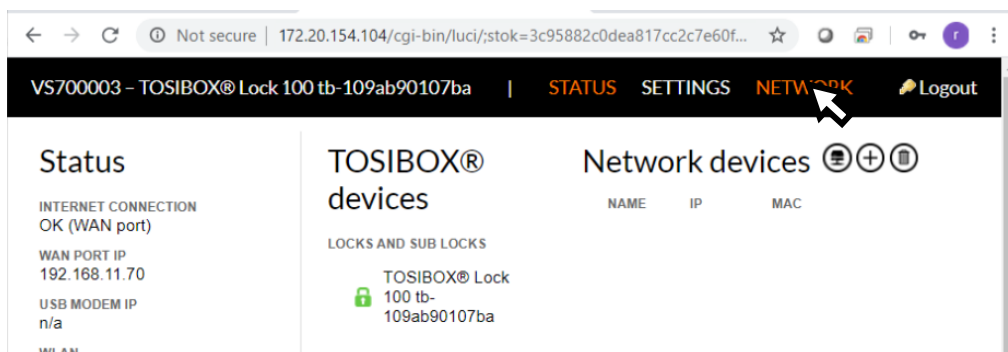 Not secure | 172.20.154.104/cgi-bin/luci/;stok=3c95882c0dea817cc2c7e60f...
r
VS700003 – TOSIBOX® Lock 100 tb-109ab90107ba | STATUS SETTINGS NETWORK Logout
Status
INTERNET CONNECTION
OK (WAN port)
WAN PORT IP
192.168.11.70
USB MODEM IP
n/a
WLAN
TOSIBOX®
devices
LOCKS AND SUB LOCKS
TOSIBOX® Lock
100 tb-
109ab90107ba
Network devices
NAME IP MAC